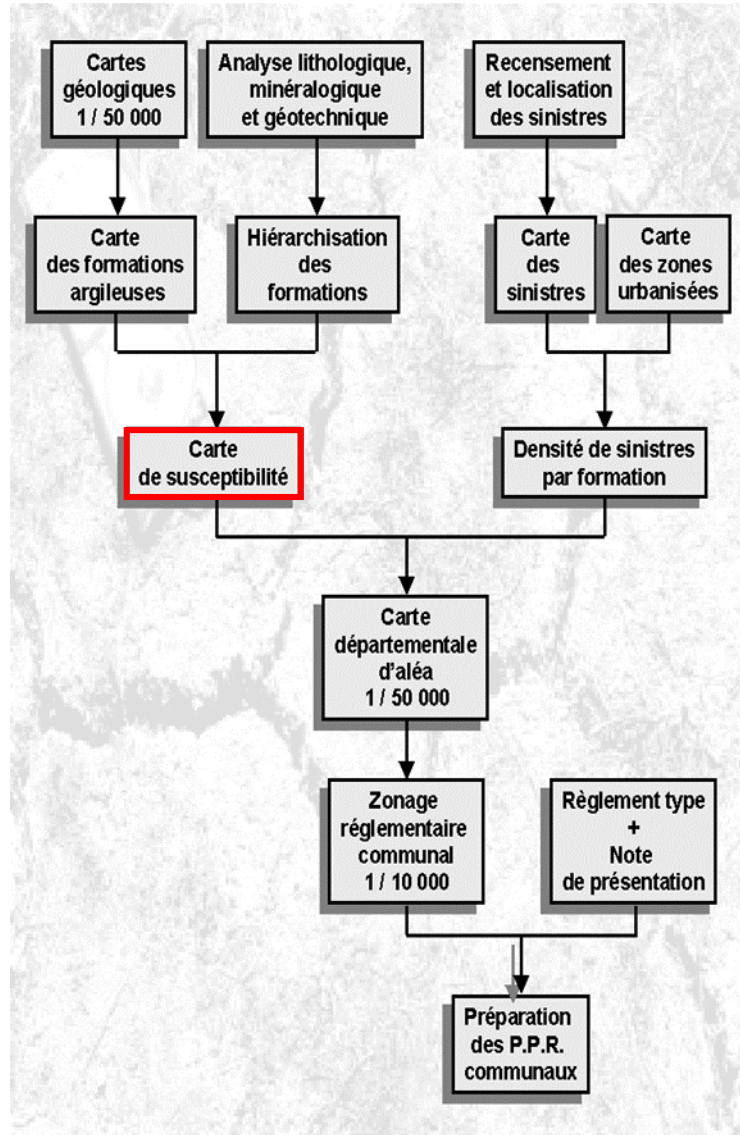 Cartes
géologiques
1 / 50 000
Analyse lithologique,
minéralogique
et géotechnique
Recensement
et localisation
des sinistres
Carte
des formations
argileuses
Hiérarchisation
des
formations
Carte
des
sinistres
Carte
des zones
urbanisées
Carte
de susceptibilité
Densité de sinistres
par formation
Carte
départementale
d'aléa
1 / 50 000
Zonage
réglementaire
communal
1 / 10 000
Règlement type
+
Note
de présentation
Préparation
des P.P.R.
communaux